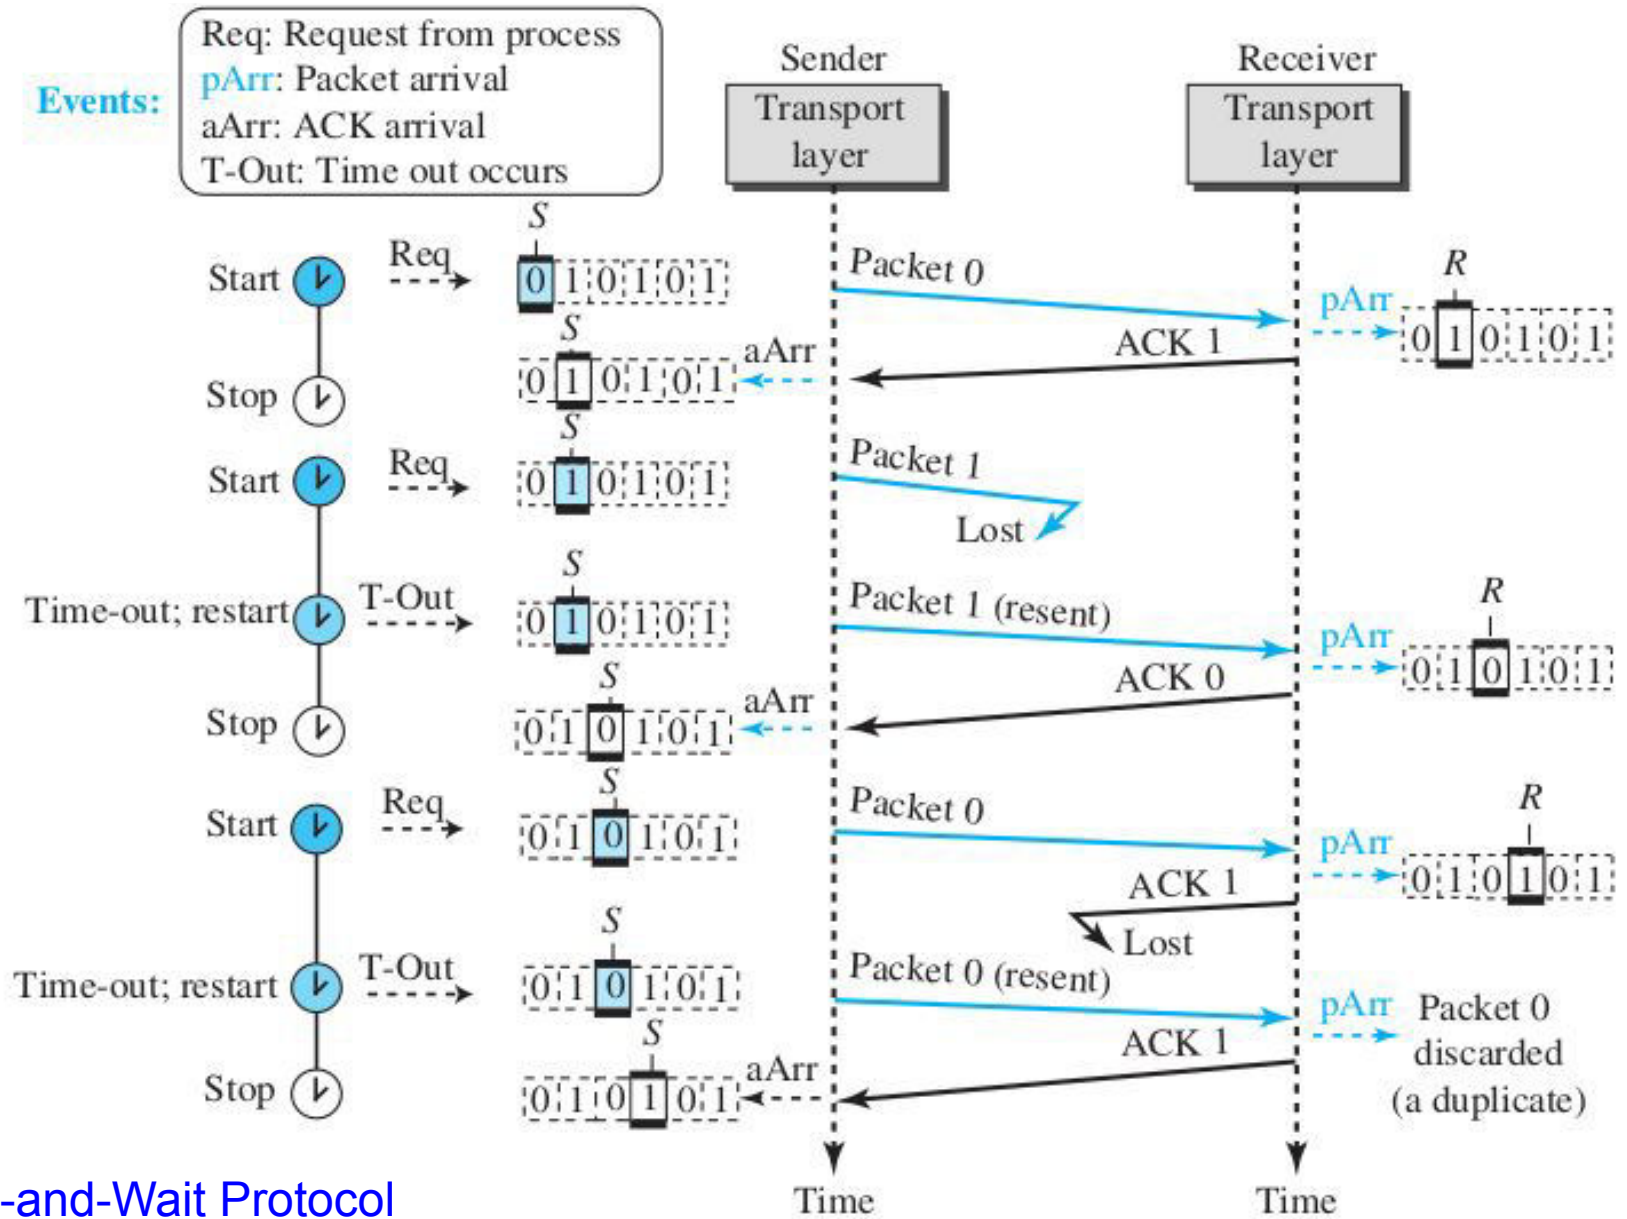 Events:
Req: Request from process
pArr: Packet arrival
aArr: ACK arrival
T-Out: Time out occurs
Sender
Transport
layer
Receiver
Transport
layer
Start
Req
S
0 1 0 1 0 1
Packet 0
pArr
R
0 1 0 1 0 1
Stop
S
0 1 0 1 0 1
aArr
ACK 1
Start
Req
S
0 1 0 1 0 1
Packet 1
Lost
Time-out; restart
T-Out
S
0 1 0 1 0 1
Packet 1 (resent)
pArr
R
0 1 0 1 0 1
Stop
S
0 1 0 1 0 1
aArr
ACK 0
Start
Req
S
0 1 0 1 0 1
Packet 0
pArr
R
0 1 0 1 0 1
ACK 1
Lost
Time-out; restart
T-Out
S
0 1 0 1 0 1
Packet 0 (resent)
pArr
Packet 0
discarded
(a duplicate)
Stop
S
0 1 0 1 0 1
aArr
ACK 1
Time
Time
-and-Wait Protocol